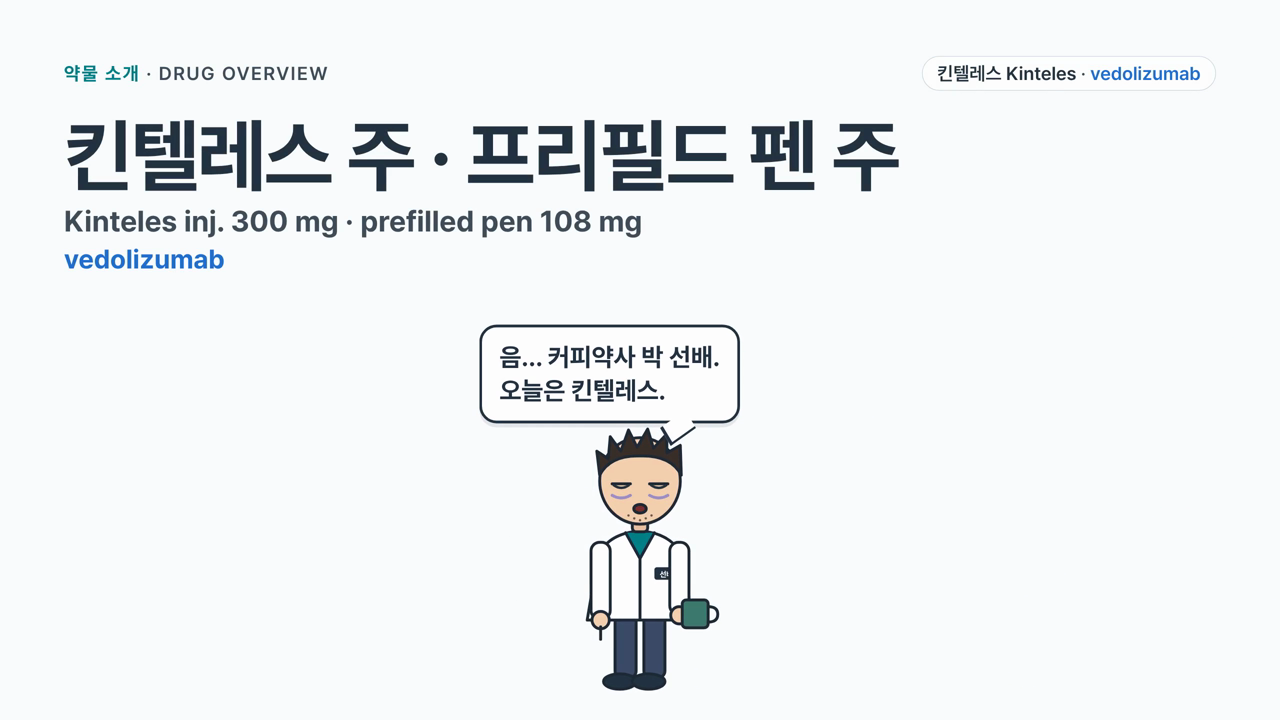 약물 소개 · DRUG OVERVIEW
킨텔레스 Kinteles · vedolizumab
킨텔레스 주 · 프리필드 펜 주
Kinteles inj. 300 mg · prefilled pen 108 mg
vedolizumab
음... 커피약사 박 선배.
오늘은 킨텔레스.